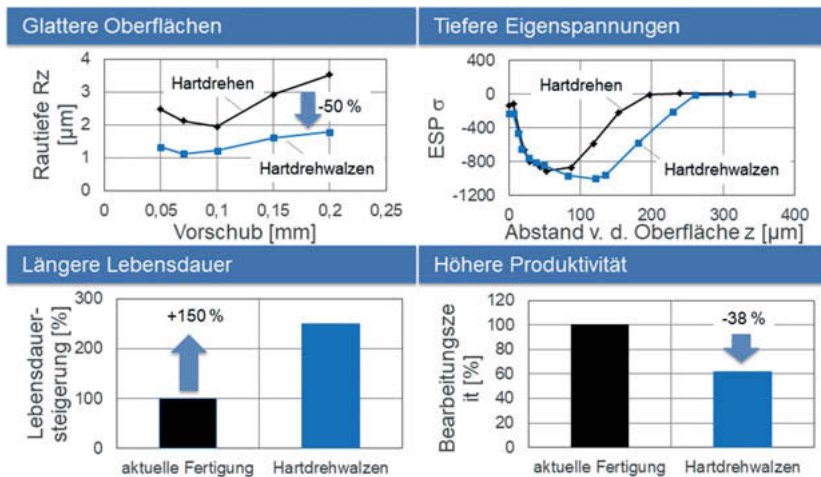 Glattere Oberflächen
Rautiefe Rz
[µm]
4
3
2
1
0
Hartdrehen
-50 %
Hartdrehwalzen
0 0,05 0,1 0,15 0,2 0,25
Vorschub [mm]
Tiefere Eigenspannungen
ESP σ
400
0
-400
-800
-1200
Hartdrehen
Hartdrehwalzen
0 100 200 300 400
Abstand v. d. Oberfläche z [µm]
Längere Lebensdauer
Lebensdauer-
steigerung [%]
300
200
100
0
+150 %
aktuelle Fertigung Hartdrehwalzen
Höhere Produktivität
Bearbeitungsze
it [%]
120
100
80
60
40
20
0
-38 %
aktuelle Fertigung Hartdrehwalzen